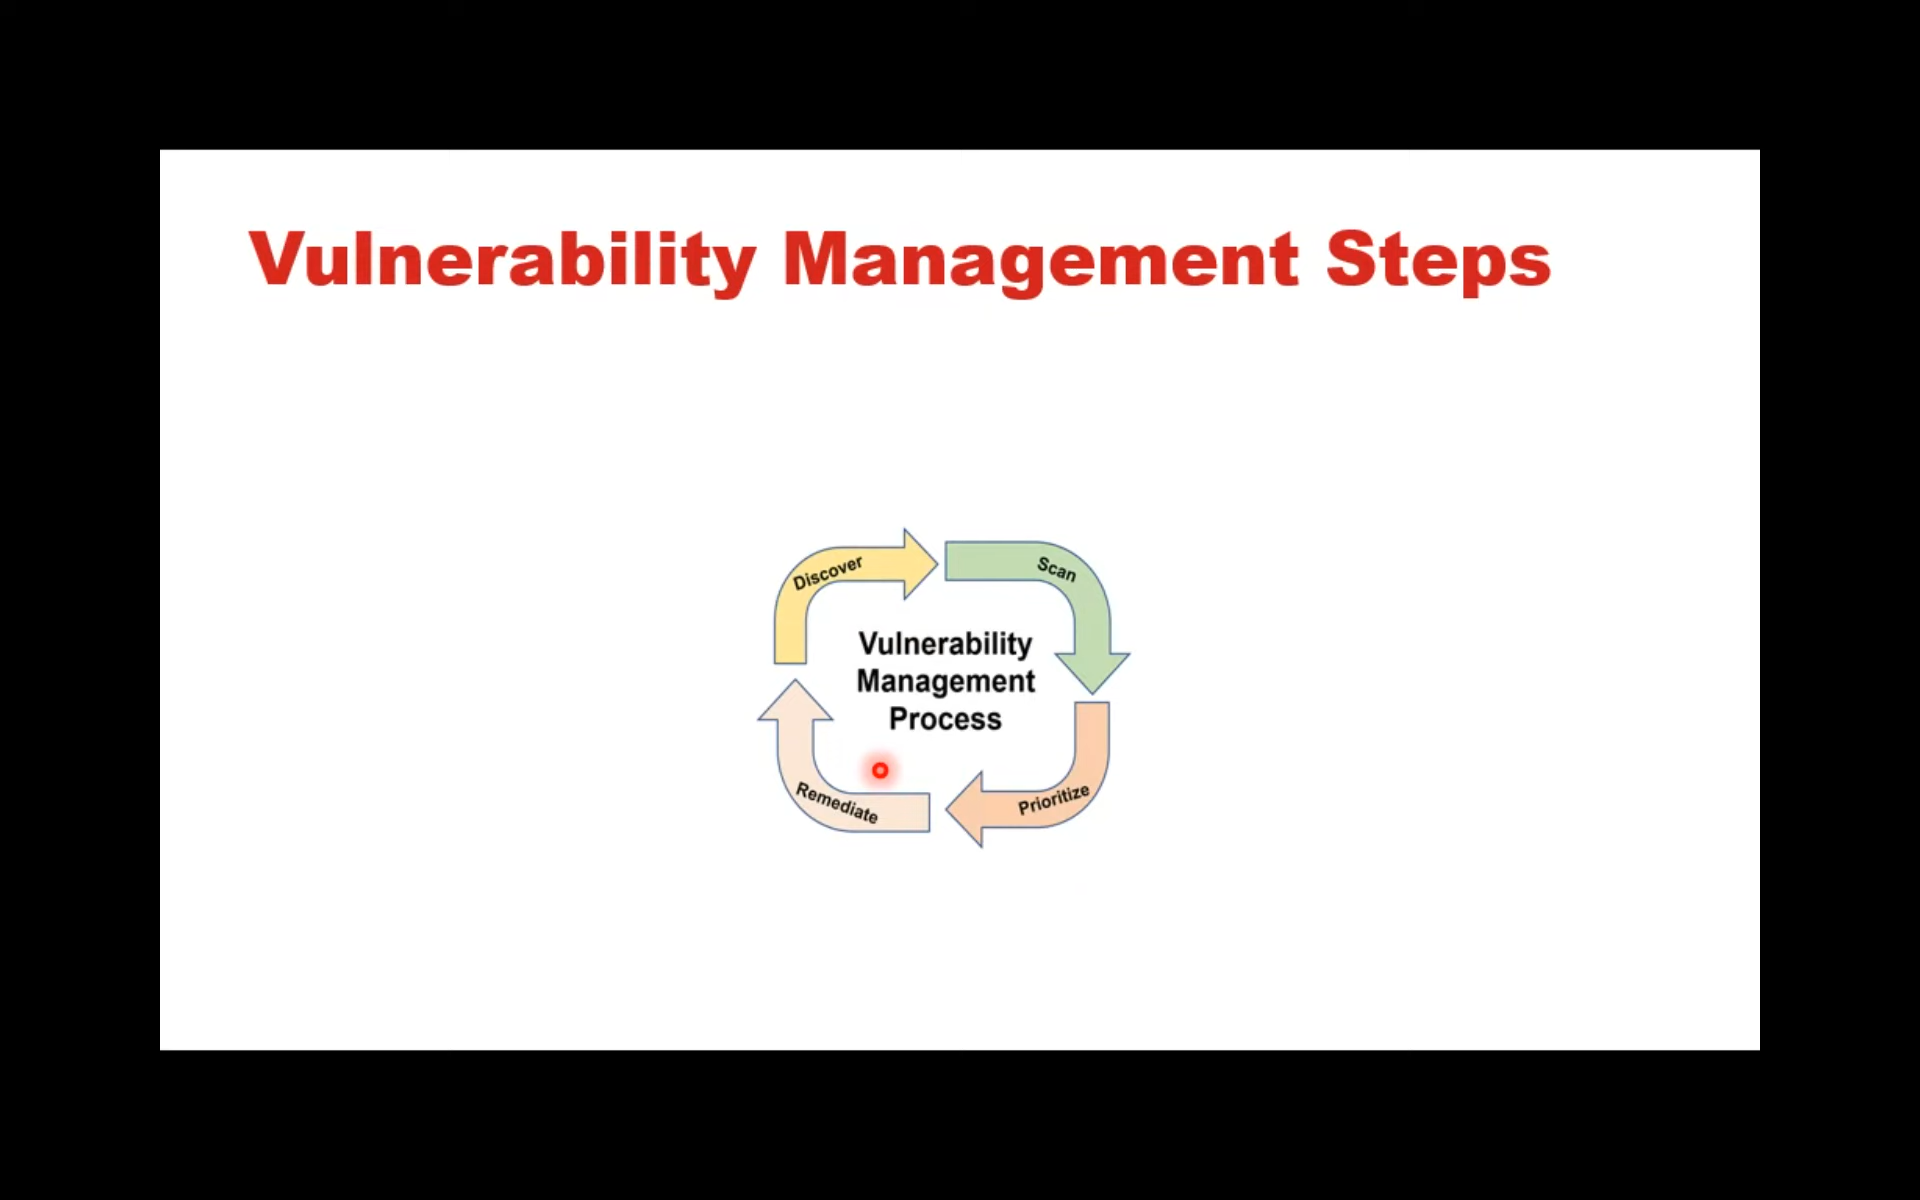 Vulnerability Management Steps
Discover
Scan
Vulnerability
Management
Process
Remediate
Prioritize